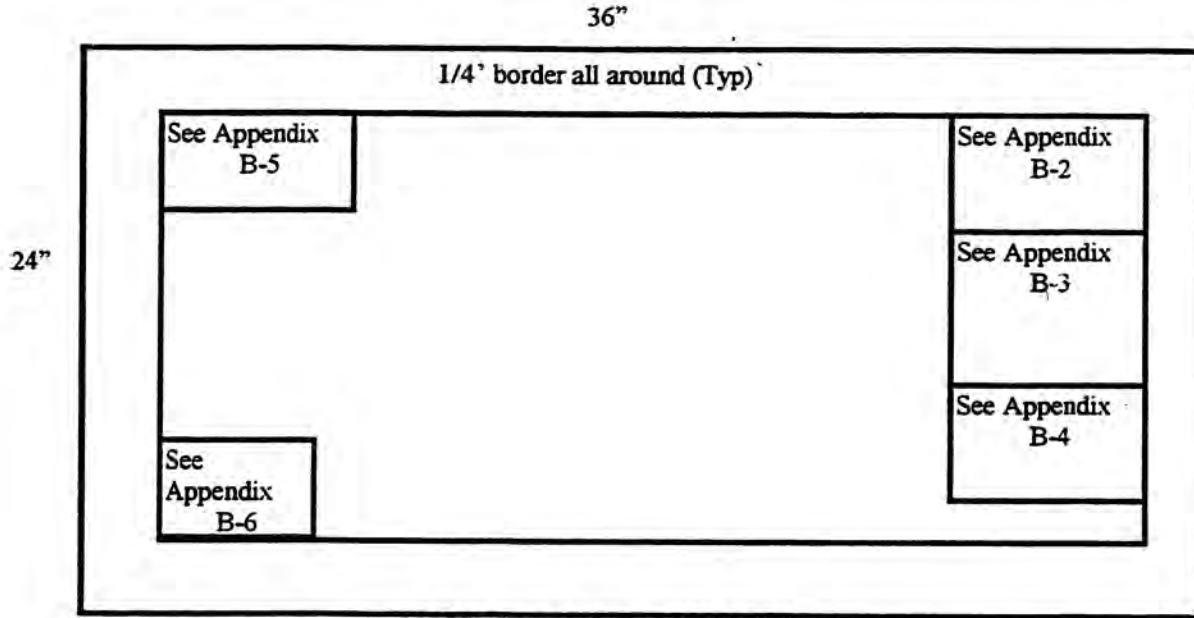 36”
1/4’ border all around (Typ)
See Appendix
B-5
See Appendix
B-2
24”
See Appendix
B-3
See Appendix
B-4
See
Appendix
B-6